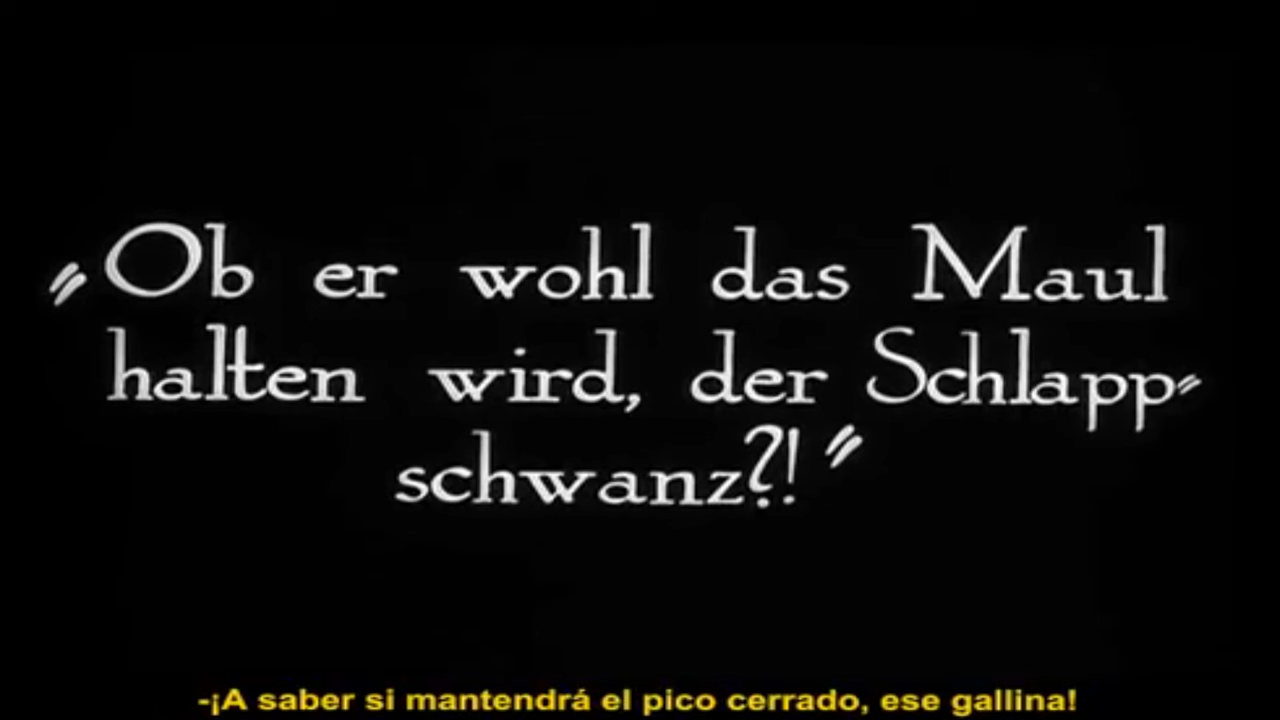 „Ob er wohl das Maul
halten wird, der Schlapp-
schwanz?!"
-¡A saber si mantendrá el pico cerrado, ese gallina!